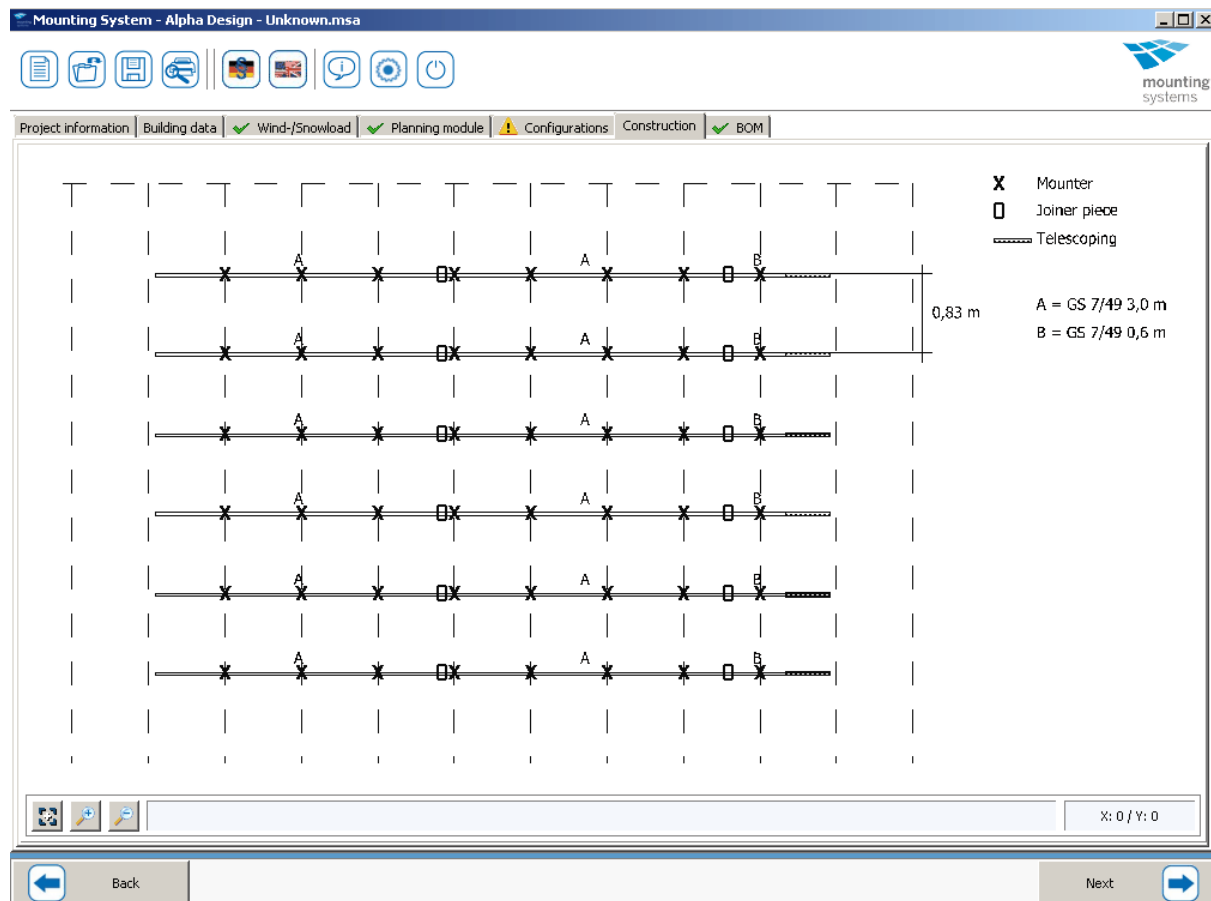 Mounting System - Alpha Design - Unknown.msa
mounting
systems
Project information Building data Wind-/Snowload Planning module Configurations Construction BOM
X Mounter
Joiner piece
Telescoping
A A B
0,83 m
A = GS 7/49 3,0 m
B = GS 7/49 0,6 m
A A B
A A B
A A B
A A B
A A B
X: 0 / Y: 0
Back Next